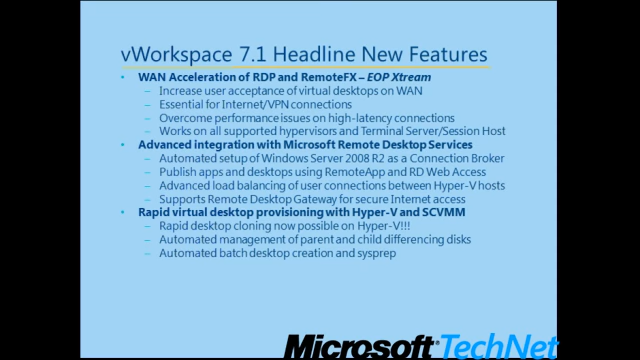 vWorkspace 7.1 Headline New Features
• WAN Acceleration of RDP and RemoteFX – EOP Xtream
– Increase user acceptance of virtual desktops on WAN
– Essential for Internet/VPN connections
– Overcome performance issues on high-latency connections
– Works on all supported hypervisors and Terminal Server/Session Host
• Advanced integration with Microsoft Remote Desktop Services
– Automated setup of Windows Server 2008 R2 as a Connection Broker
– Publish apps and desktops using RemoteApp and RD Web Access
– Advanced load balancing of user connections between Hyper-V hosts
– Supports Remote Desktop Gateway for secure Internet access
• Rapid virtual desktop provisioning with Hyper-V and SCVMM
– Rapid desktop cloning now possible on Hyper-V!!!
– Automated management of parent and child differencing disks
– Automated batch desktop creation and sysprep
Microsoft® TechNet